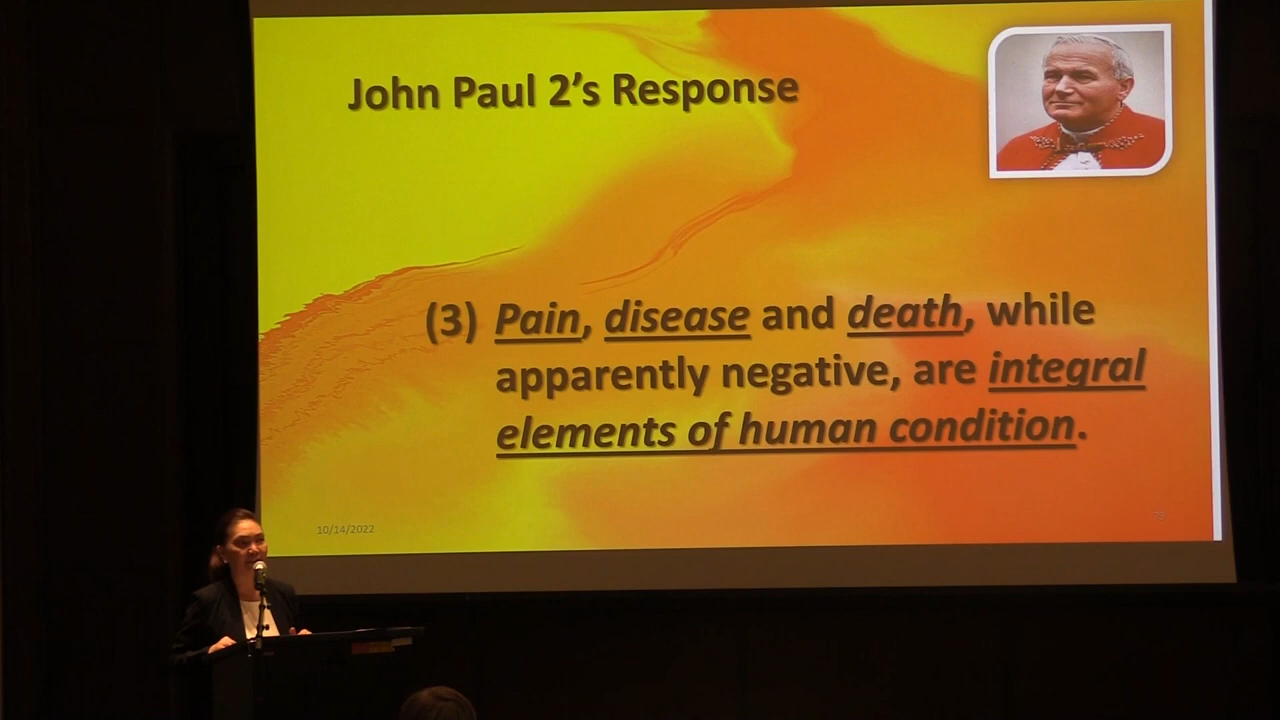 John Paul 2’s Response
(3) Pain, disease and death, while
apparently negative, are integral
elements of human condition.
10/14/2022